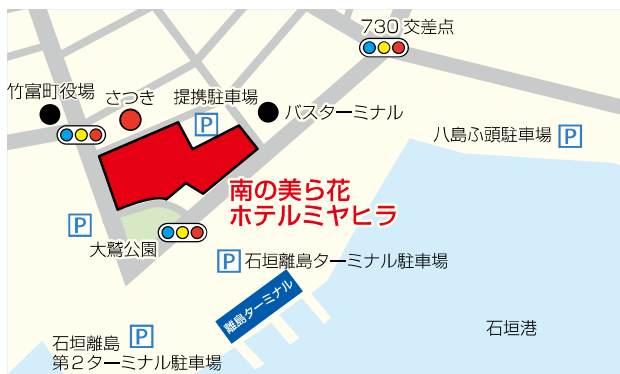 730交差点
竹富町役場
さつき
提携駐車場
P
バスターミナル
八島ふ頭駐車場 P
南の美ら花
ホテルミヤヒラ
P
大鷲公園
P 石垣離島ターミナル駐車場
離島ターミナル
石垣港
石垣離島 P
第2ターミナル駐車場